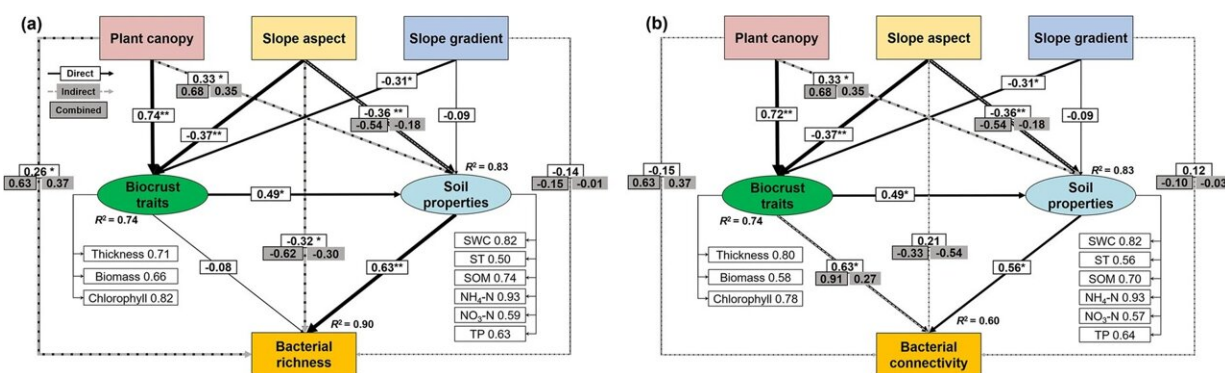 (a)
Plant canopy
Slope aspect
Slope gradient
Direct
Indirect
Combined
0.33 *
0.68 0.35
-0.31*
0.74**
-0.36 **
-0.54 -0.18
-0.09
-0.37**
R² = 0.83
0.26 *
0.63 0.37
-0.14
-0.15 -0.01
Biocrust
traits
0.49*
Soil
properties
R² = 0.74
Thickness 0.71
Biomass 0.66
Chlorophyll 0.82
-0.08
-0.32 *
-0.62 -0.30
0.63**
SWC 0.82
ST 0.50
SOM 0.74
NH₄-N 0.93
NO₃-N 0.59
TP 0.63
R² = 0.90
Bacterial
richness
(b)
Plant canopy
Slope aspect
Slope gradient
0.33 *
0.68 0.35
-0.31*
0.72**
-0.36**
-0.54 -0.18
-0.09
-0.37**
R² = 0.83
-0.15
0.63 0.37
0.12
-0.10 -0.03
Biocrust
traits
0.49*
Soil
properties
R² = 0.74
Thickness 0.80
Biomass 0.58
Chlorophyll 0.78
0.63*
0.91 0.27
0.21
-0.33 -0.54
0.56*
SWC 0.82
ST 0.56
SOM 0.70
NH₄-N 0.93
NO₃-N 0.57
TP 0.64
R² = 0.60
Bacterial
connectivity